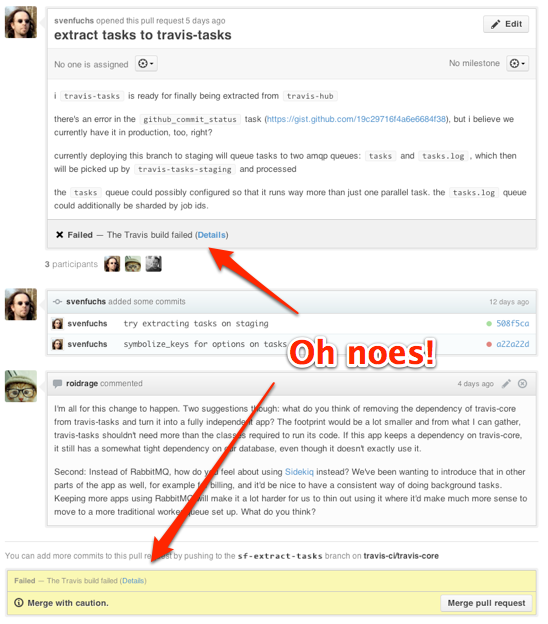 svenfuchs opened this pull request 5 days ago
Edit
extract tasks to travis-tasks
No one is assigned
No milestone
i travis-tasks is ready for finally being extracted from travis-hub
there's an error in the github_commit_status task (https://gist.github.com/19c29716f4a6e6684f38), but i believe we
currently have it in production, too, right?
currently deploying this branch to staging will queue tasks to two amqp queues: tasks and tasks.log , which then
will be picked up by travis-tasks-staging and processed
the tasks queue could possibly configured so that it runs way more than just one parallel task. the tasks.log queue
could additionally be sharded by job ids.
Failed — The Travis build failed (Details)
3 participants
svenfuchs added some commits 12 days ago
svenfuchs try extracting tasks on staging 508f5ca
svenfuchs symbolize_keys for options on tasks a22a22d
Oh noes!
roidrage commented 4 days ago
I'm all for this change to happen. Two suggestions though: what do you think of removing the dependency of travis-core
from travis-tasks and turn it into a fully independent app? The footprint would be a lot smaller and from what I can gather,
travis-tasks shouldn't need more than the classes required to run its code. If this app keeps a dependency on travis-core,
it still has a somewhat tight dependency on our database, even though it doesn't exactly use it.
Second: Instead of RabbitMQ, how do you feel about using Sidekiq instead? We've been wanting to introduce that in other
parts of the app as well, for example for billing, and it'd be nice to have a consistent way of doing background tasks.
Keeping more apps using RabbitMQ will make it a lot harder for us to thin out using it where it'd make much more sense to
move to a more traditional worker queue set up. What do you think?
You can add more commits to this pull request by pushing to the sf-extract-tasks branch on travis-ci/travis-core
Failed — The Travis build failed (Details)
Merge with caution.
Merge pull request